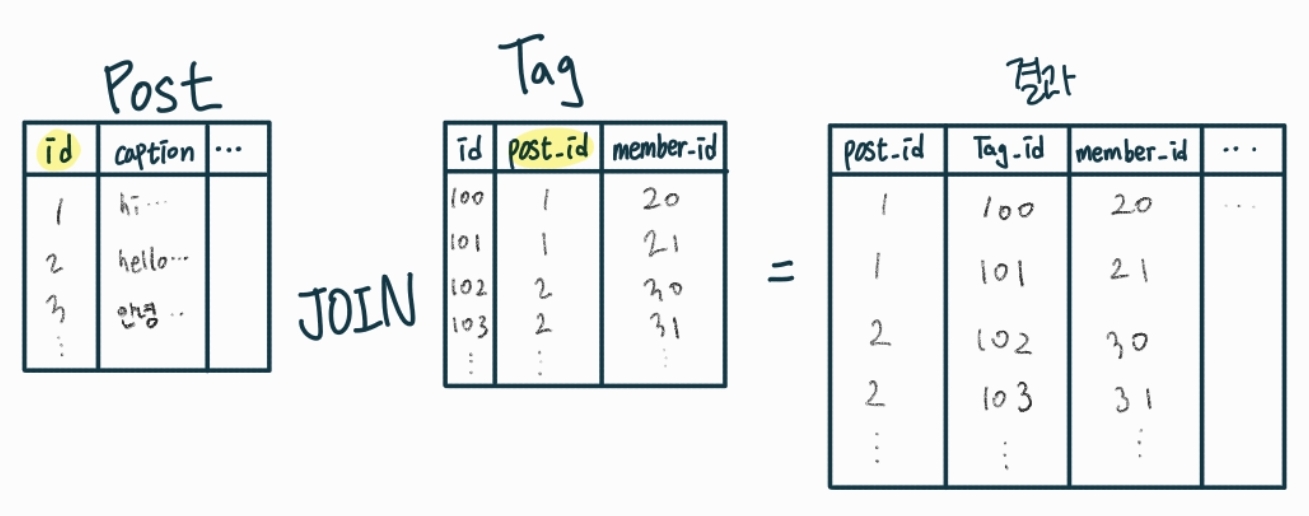 Post
id caption ...
1 hi...
2 hello...
3 안녕 ..
⋮
JOIN
Tag
id post_id member_id
100 1 20
101 1 21
102 2 30
103 2 31
⋮ ⋮ ⋮
=
결과
post_id Tag_id member_id ...
1 100 20 ...
1 101 21
2 102 30
2 103 31
⋮ ⋮ ⋮